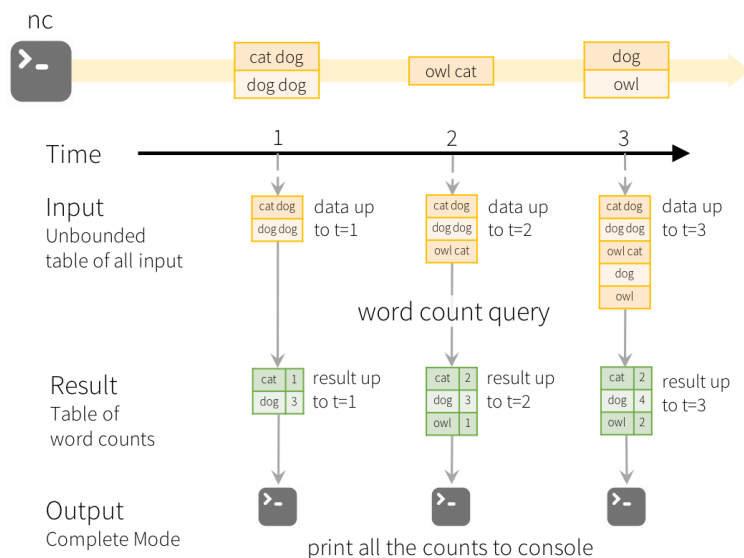 nc
cat dog
dog dog
owl cat
dog
owl
Time
1
2
3
Input
Unbounded
table of all input
cat dog
dog dog
data up
to t=1
cat dog
dog dog
owl cat
data up
to t=2
cat dog
dog dog
owl cat
dog
owl
data up
to t=3
word count query
Result
Table of
word counts
cat 1
dog 3
result up
to t=1
cat 2
dog 3
owl 1
result up
to t=2
cat 2
dog 4
owl 2
result up
to t=3
Output
Complete Mode
print all the counts to console